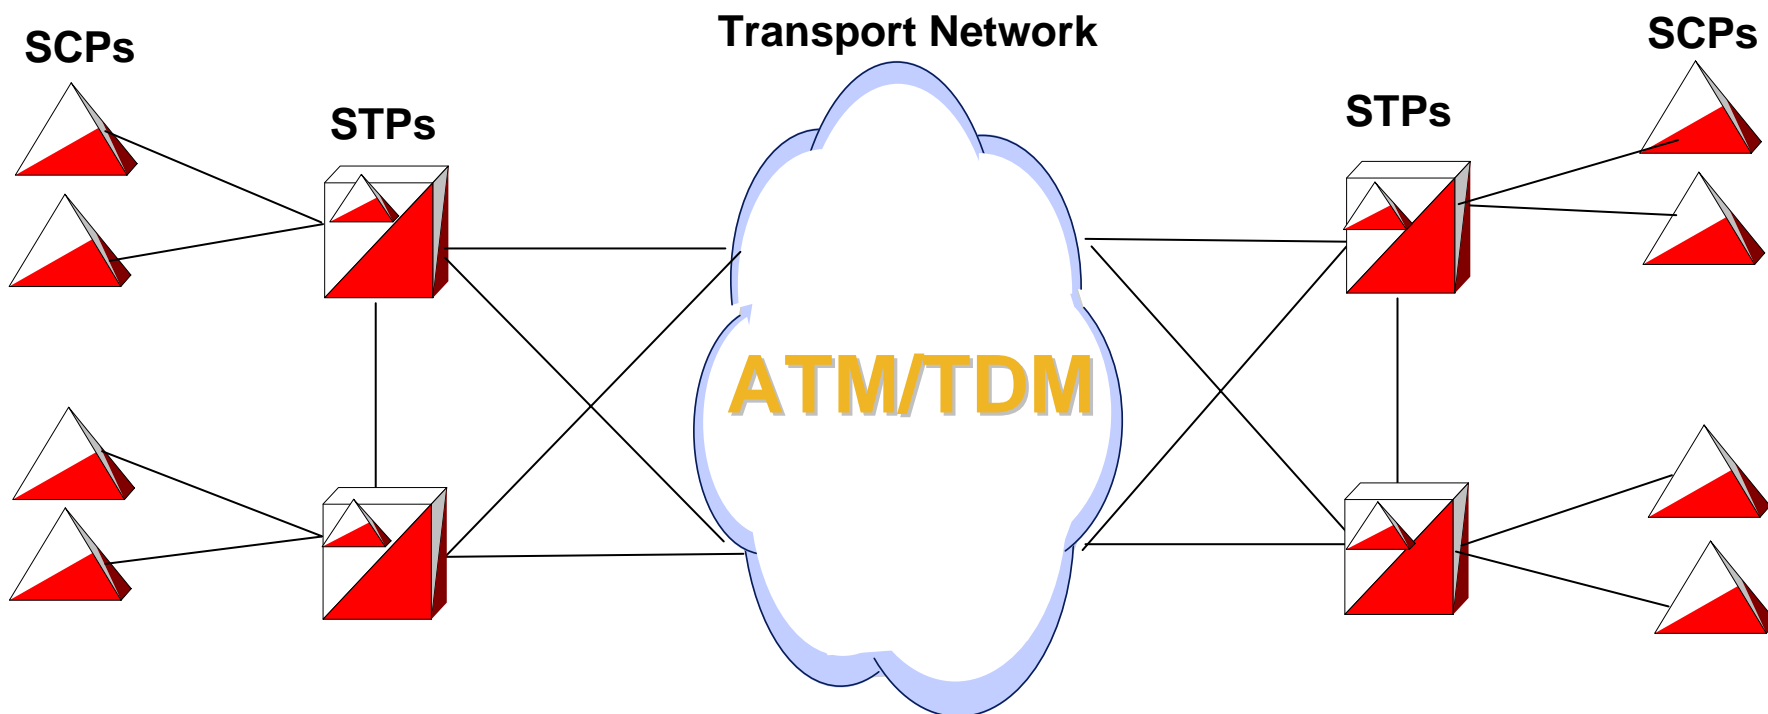 Transport Network
SCPs
SCPs
STPs
STPs
ATM/TDM